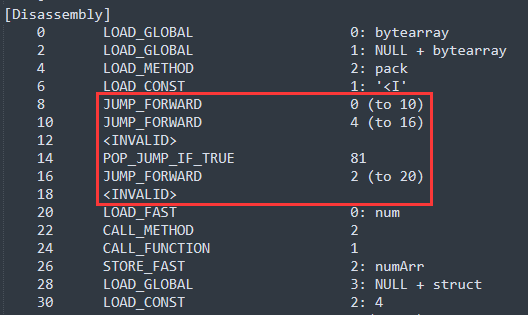 [Disassembly]
0 LOAD_GLOBAL 0: bytearray
2 LOAD_GLOBAL 1: NULL + bytearray
4 LOAD_METHOD 2: pack
6 LOAD_CONST 1: '<I'
8 JUMP_FORWARD 0 (to 10)
10 JUMP_FORWARD 4 (to 16)
12 <INVALID>
14 POP_JUMP_IF_TRUE 81
16 JUMP_FORWARD 2 (to 20)
18 <INVALID>
20 LOAD_FAST 0: num
22 CALL_METHOD 2
24 CALL_FUNCTION 1
26 STORE_FAST 2: numArr
28 LOAD_GLOBAL 3: NULL + struct
30 LOAD_CONST 2: 4